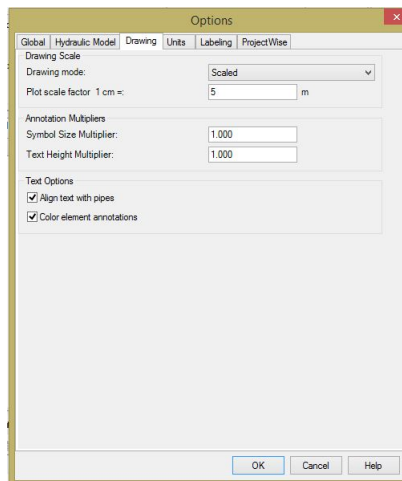 Options
Global Hydraulic Model Drawing Units Labeling ProjectWise
Drawing Scale
Drawing mode: Scaled
Plot scale factor 1 cm =: 5 m
Annotation Multipliers
Symbol Size Multiplier: 1.000
Text Height Multiplier: 1.000
Text Options
Align text with pipes
Color element annotations
OK Cancel Help